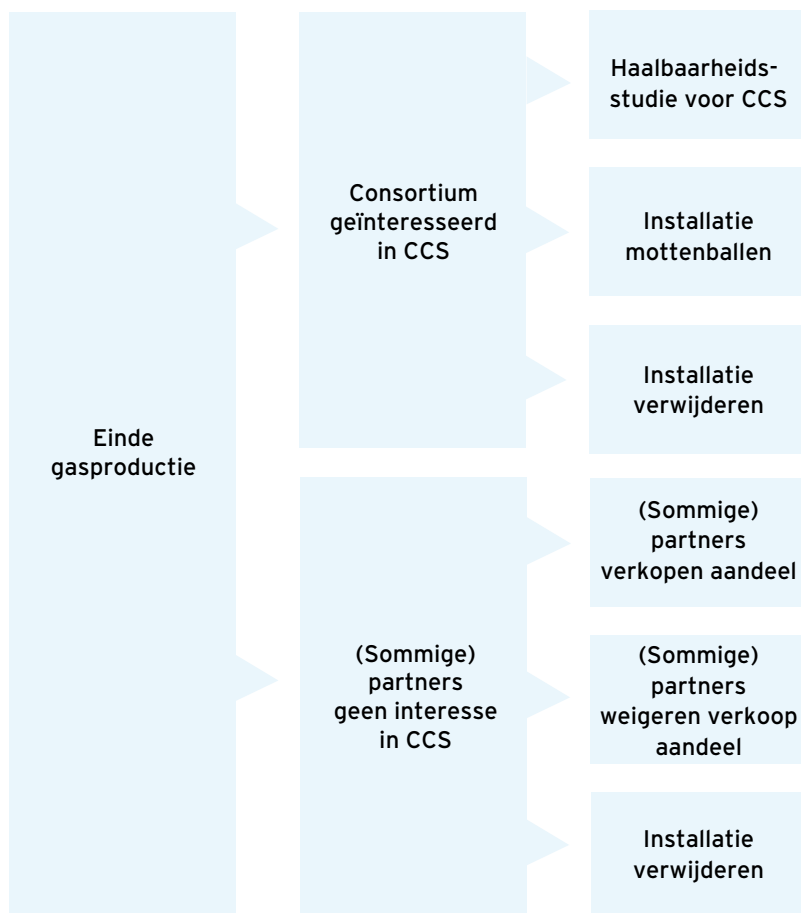 Einde
gasproductie
Consortium
geïnteresseerd
in CCS
Haalbaarheids-
studie voor CCS
Installatie
mottenballen
Installatie
verwijderen
(Sommige)
partners
geen interesse
in CCS
(Sommige)
partners
verkopen aandeel
(Sommige)
partners
weigeren verkoop
aandeel
Installatie
verwijderen